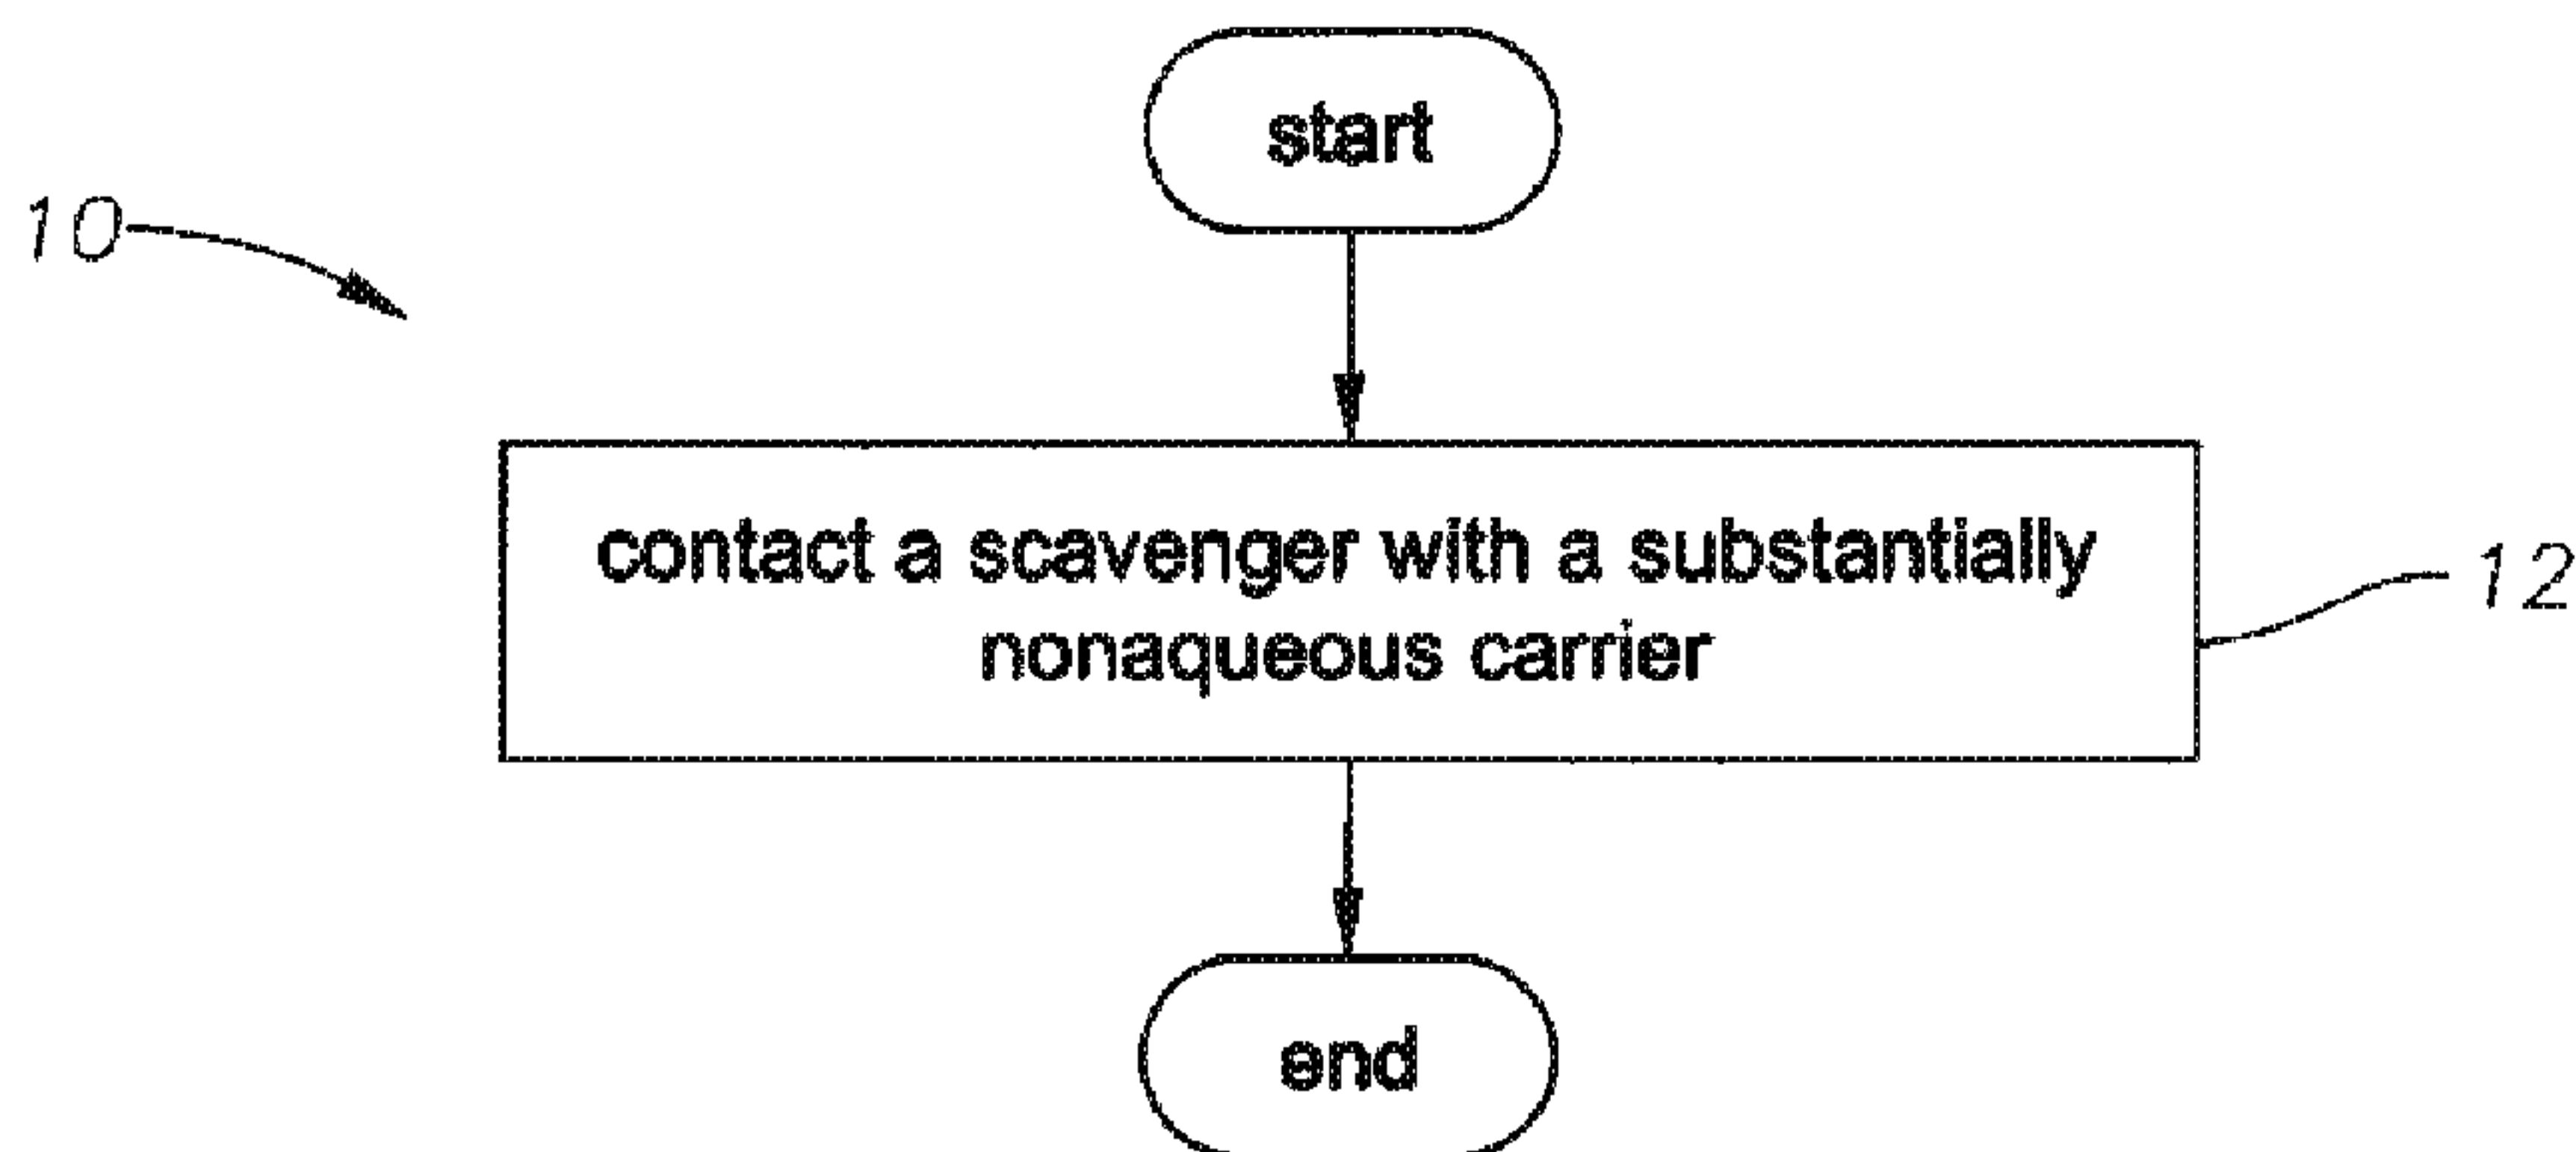 start
10
contact a scavenger with a substantially
nonaqueous carrier
12
end